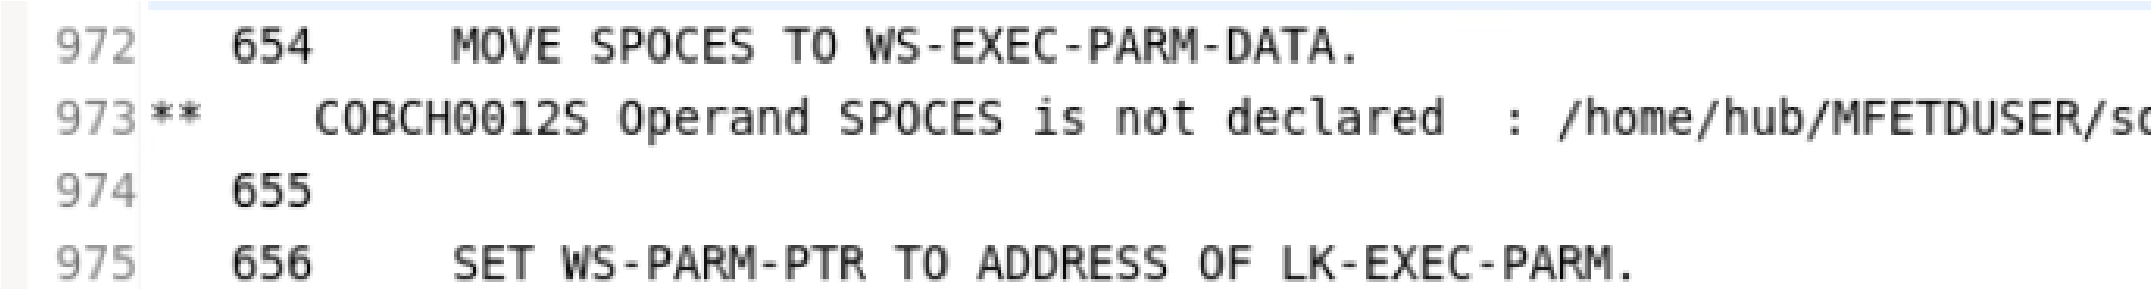 972 654 MOVE SPOCES TO WS-EXEC-PARM-DATA.
973 ** COBCH0012S Operand SPOCES is not declared : /home/hub/MFETDUSER/so
974 655
975 656 SET WS-PARM-PTR TO ADDRESS OF LK-EXEC-PARM.